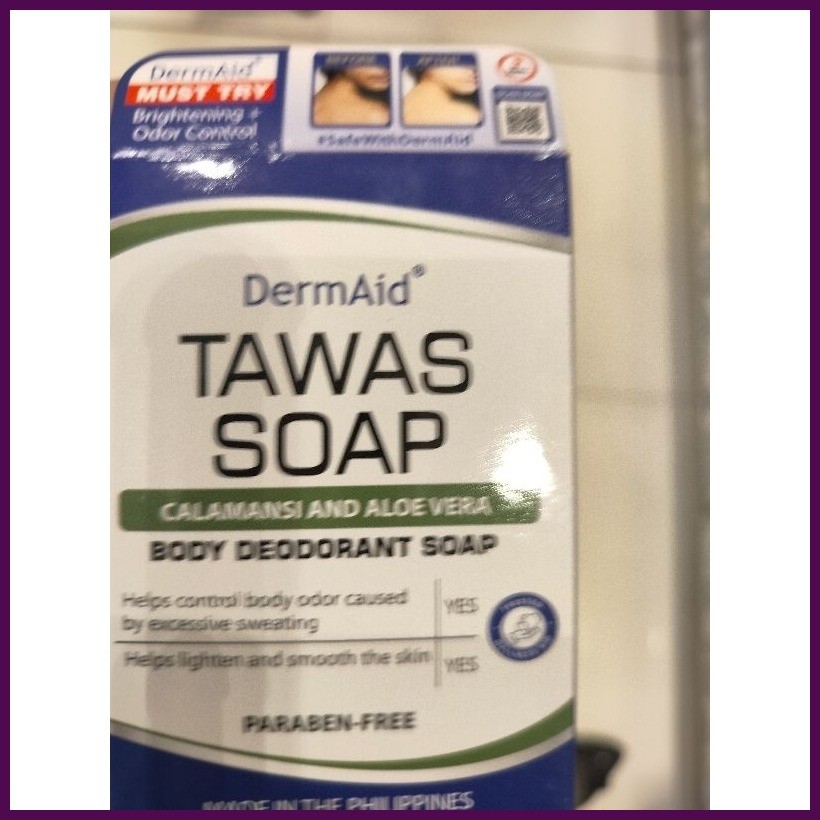 DermAid®
MUST TRY
Brightening +
Odor Control
BEFORE
AFTER
#SafeWithDermAid
DermAid®
TAWAS
SOAP
CALAMANSI AND ALOE VERA
BODY DEODORANT SOAP
Helps control body odor caused
by excessive sweating
YES
Helps lighten and smooth the skin
YES
PARABEN-FREE
MADE IN THE PHILIPPINES